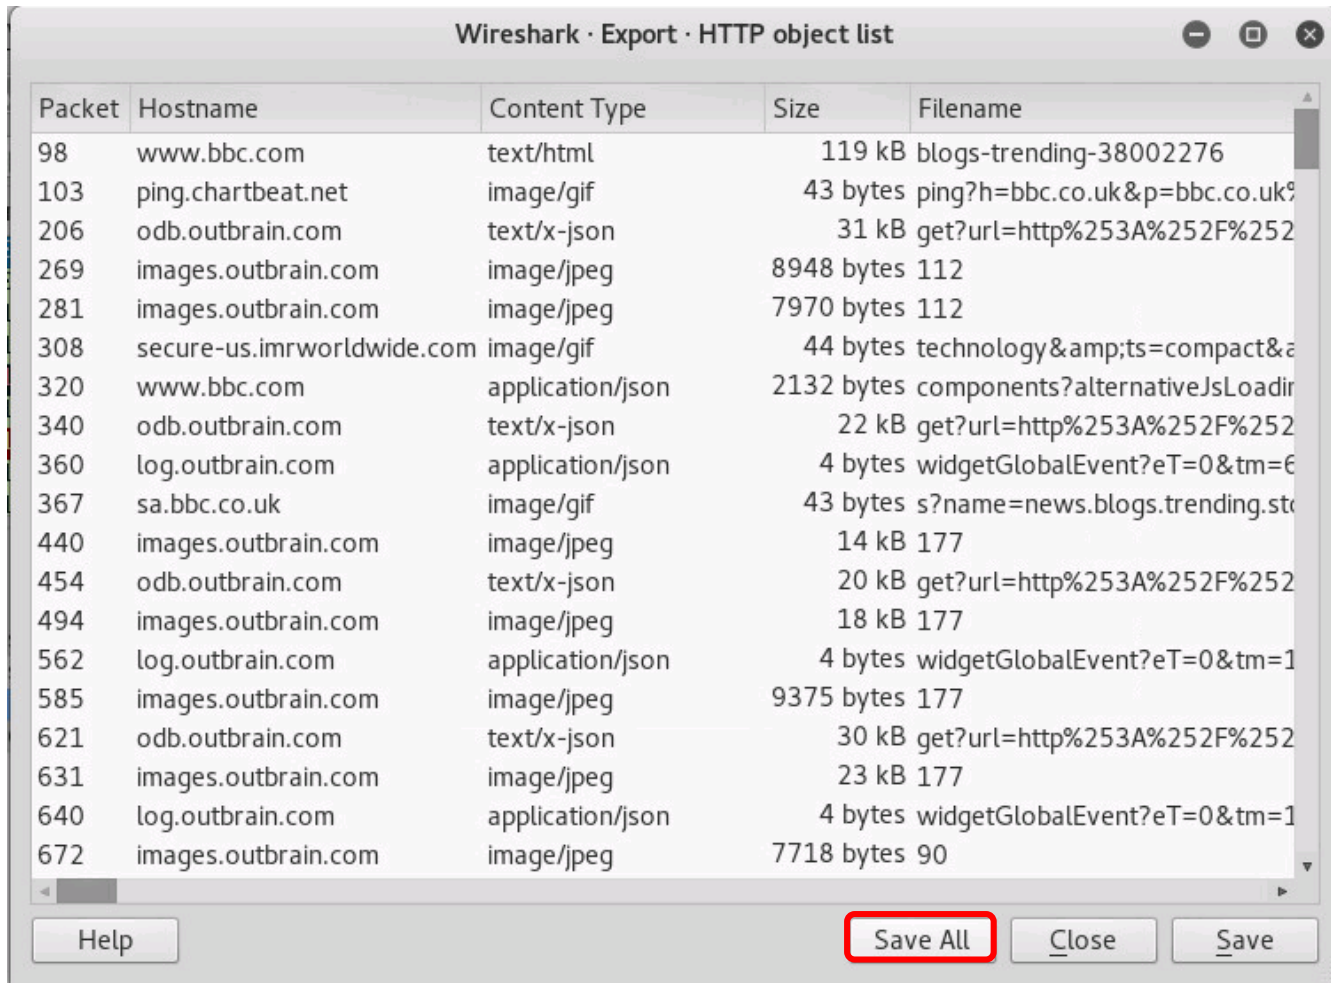 Wireshark · Export · HTTP object list
Packet Hostname Content Type Size Filename
98 www.bbc.com text/html 119 kB blogs-trending-38002276
103 ping.chartbeat.net image/gif 43 bytes ping?h=bbc.co.uk&p=bbc.co.uk%
206 odb.outbrain.com text/x-json 31 kB get?url=http%253A%252F%252
269 images.outbrain.com image/jpeg 8948 bytes 112
281 images.outbrain.com image/jpeg 7970 bytes 112
308 secure-us.imrworldwide.com image/gif 44 bytes technology&amp;ts=compact&a
320 www.bbc.com application/json 2132 bytes components?alternativeJsLoadin
340 odb.outbrain.com text/x-json 22 kB get?url=http%253A%252F%252
360 log.outbrain.com application/json 4 bytes widgetGlobalEvent?eT=0&tm=6
367 sa.bbc.co.uk image/gif 43 bytes s?name=news.blogs.trending.sto
440 images.outbrain.com image/jpeg 14 kB 177
454 odb.outbrain.com text/x-json 20 kB get?url=http%253A%252F%252
494 images.outbrain.com image/jpeg 18 kB 177
562 log.outbrain.com application/json 4 bytes widgetGlobalEvent?eT=0&tm=1
585 images.outbrain.com image/jpeg 9375 bytes 177
621 odb.outbrain.com text/x-json 30 kB get?url=http%253A%252F%252
631 images.outbrain.com image/jpeg 23 kB 177
640 log.outbrain.com application/json 4 bytes widgetGlobalEvent?eT=0&tm=1
672 images.outbrain.com image/jpeg 7718 bytes 90
Help Save All Close Save